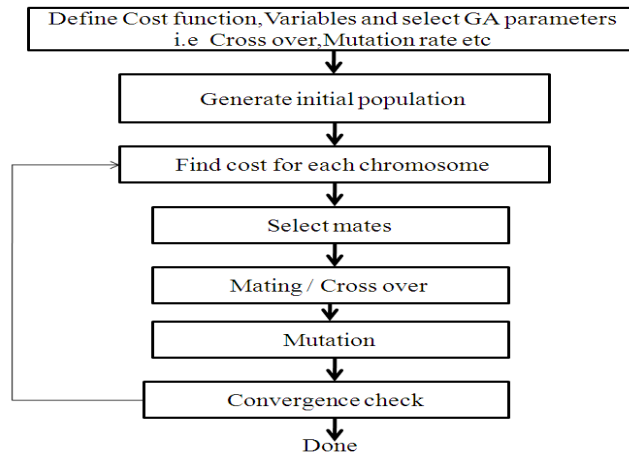 Define Cost function,Variables and select GA parameters
i.e Cross over,Mutation rate etc
Generate initial population
Find cost for each chromosome
Select mates
Mating / Cross over
Mutation
Convergence check
Done